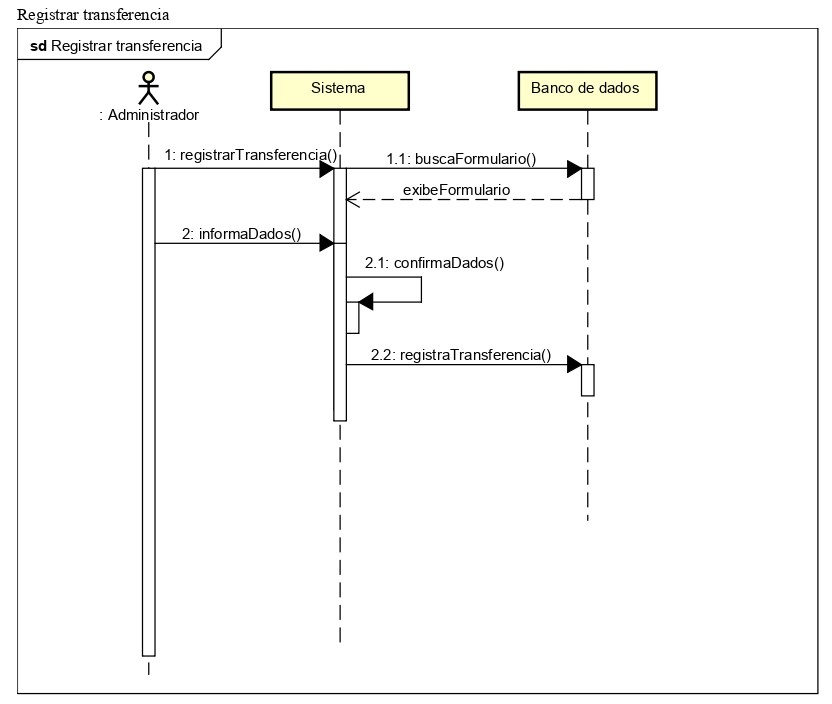 Registrar transferencia
sd Registrar transferencia
: Administrador
Sistema
Banco de dados
1: registrarTransferencia()
1.1: buscaFormulario()
exibeFormulario
2: informaDados()
2.1: confirmaDados()
2.2: registraTransferencia()